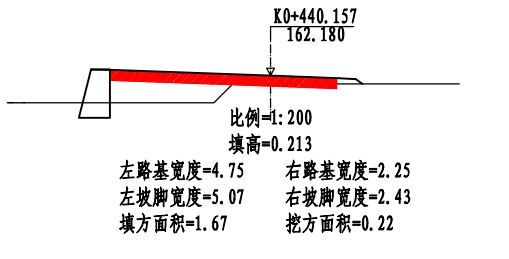 K0+440.157
162.180
比例=1:200
填高=0.213
左路基宽度=4.75 右路基宽度=2.25
左坡脚宽度=5.07 右坡脚宽度=2.43
填方面积=1.67 挖方面积=0.22